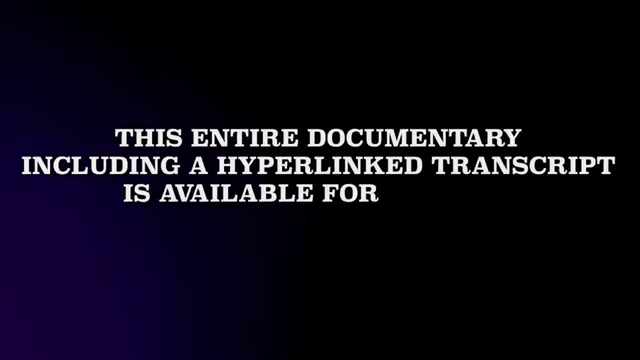 THIS ENTIRE DOCUMENTARY
INCLUDING A HYPERLINKED TRANSCRIPT
IS AVAILABLE FOR